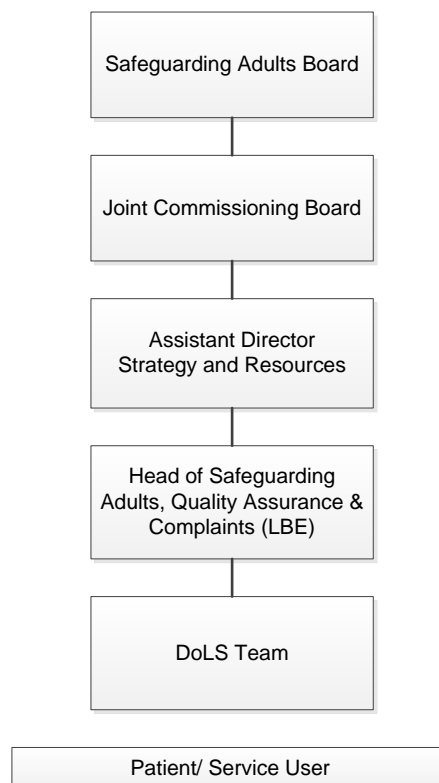 Safeguarding Adults Board
Joint Commissioning Board
Assistant Director
Strategy and Resources
Head of Safeguarding
Adults, Quality Assurance &
Complaints (LBE)
DoLS Team
Patient/ Service User